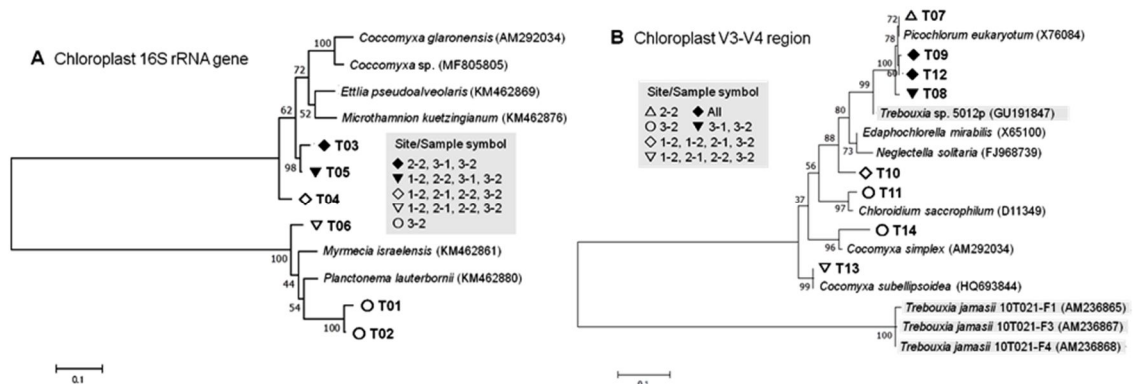 A Chloroplast 16S rRNA gene
100
Coccomyxa glaronensis (AM292034)
Coccomyxa sp. (MF805805)
72
Ettlia pseudoalveolaris (KM462869)
52
Microthamnion kuetzingianum (KM462876)
62
T03
98
T05
T04
T06
100
Myrmecia israelensis (KM462861)
44
Planctonema lauterbornii (KM462880)
54
T01
100
T02
0.1
Site/Sample symbol
2-2, 3-1, 3-2
1-2, 2-2, 3-1, 3-2
1-2, 2-1, 2-2, 3-2
1-2, 2-1, 2-2, 3-2
3-2
B Chloroplast V3-V4 region
Site/Sample symbol
2-2 All
3-2 3-1, 3-2
1-2, 1-2, 2-1, 3-2
1-2, 2-1, 2-2, 3-2
72
T07
Picochlorum eukaryotum (X76084)
78
T09
100
60
T12
T08
99
Trebouxia sp. 5012p (GU191847)
80
Edaphochlorella mirabilis (X65100)
88
73
Neglectella solitaria (FJ968739)
T10
56
T11
97
Chloroidium saccrophilum (D11349)
37
T14
96
Cocomyxa simplex (AM292034)
T13
99
Cocomyxa subellipsoidea (HQ693844)
Trebouxia jamasii 10T021-F1 (AM236865)
Trebouxia jamasii 10T021-F3 (AM236867)
100
Trebouxia jamasii 10T021-F4 (AM236868)
0.1